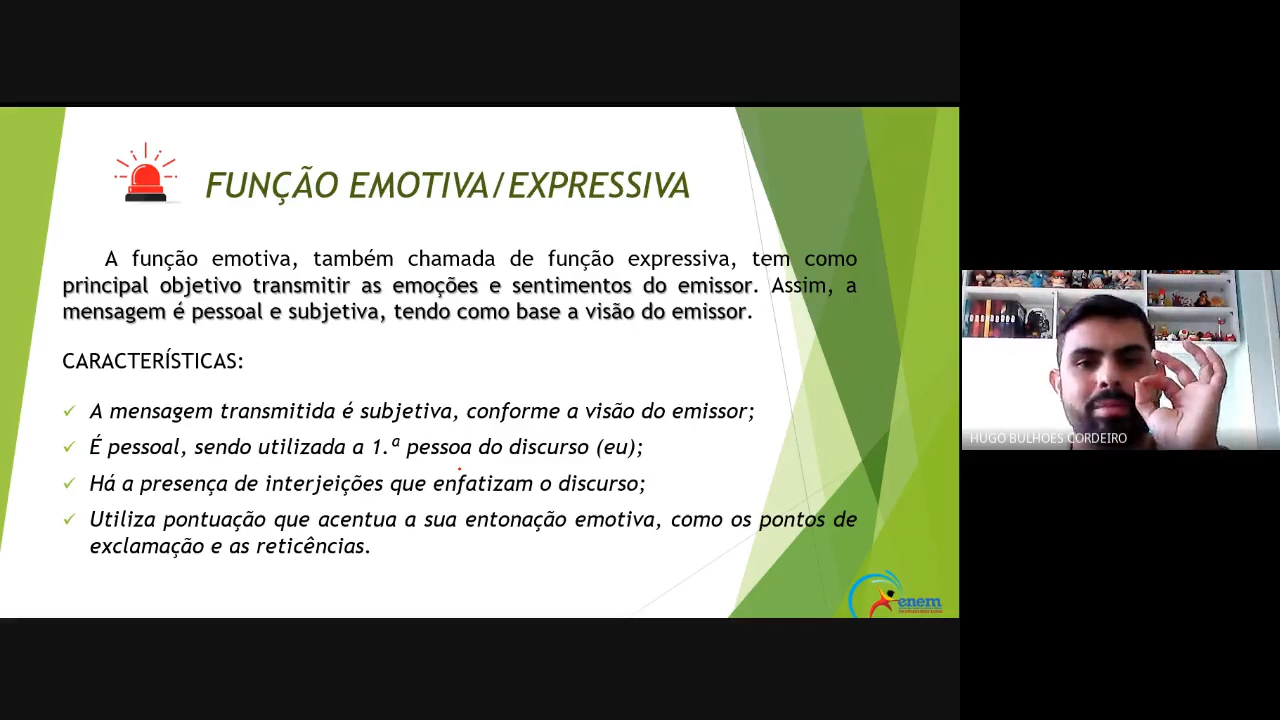 FUNÇÃO EMOTIVA/EXPRESSIVA
A função emotiva, também chamada de função expressiva, tem como
principal objetivo transmitir as emoções e sentimentos do emissor. Assim, a
mensagem é pessoal e subjetiva, tendo como base a visão do emissor.
CARACTERÍSTICAS:
A mensagem transmitida é subjetiva, conforme a visão do emissor;
É pessoal, sendo utilizada a 1.ª pessoa do discurso (eu);
Há a presença de interjeições que enfatizam o discurso;
Utiliza pontuação que acentua a sua entonação emotiva, como os pontos de
exclamação e as reticências.
enem
HUGO BULHOES CORDEIRO